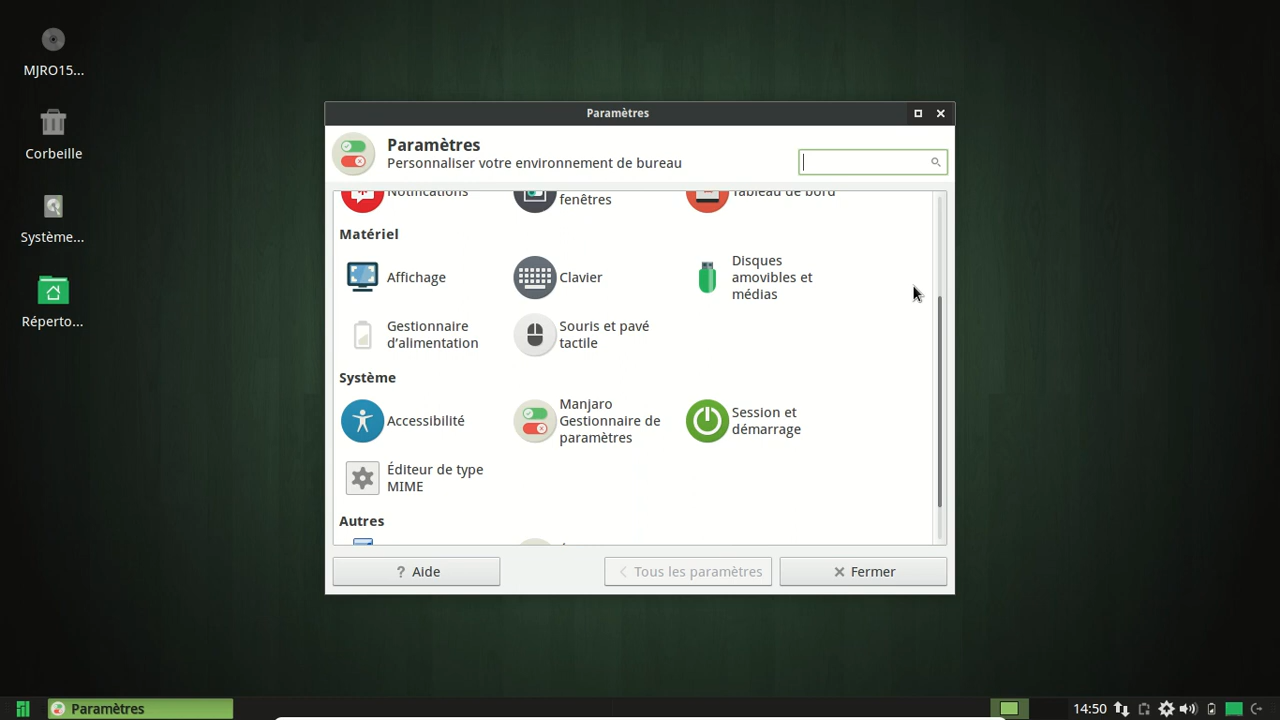 MJRO15...
Corbeille
Système...
Réperto...
Paramètres
Paramètres
Personnaliser votre environnement de bureau
Notifications
fenêtres
Tableau de bord
Matériel
Affichage
Clavier
Disques
amovibles et
médias
Gestionnaire
d’alimentation
Souris et pavé
tactile
Système
Accessibilité
Manjaro
Gestionnaire de
paramètres
Session et
démarrage
Éditeur de type
MIME
Autres
? Aide
Tous les paramètres
Fermer
Paramètres
14:50